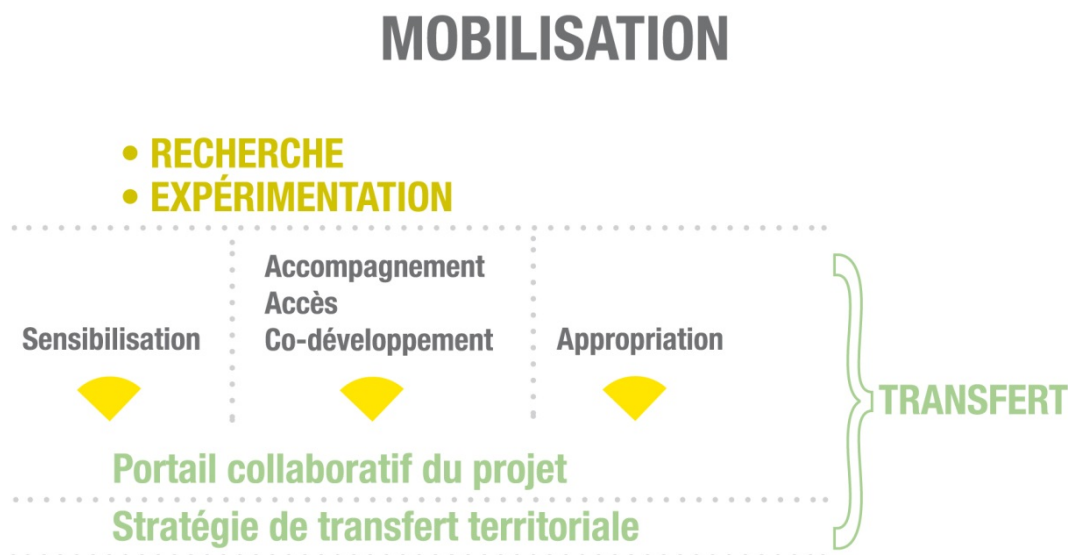 MOBILISATION
• RECHERCHE
• EXPÉRIMENTATION
Sensibilisation
Accompagnement
Accès
Co-développement
Appropriation
TRANSFERT
Portail collaboratif du projet
Stratégie de transfert territoriale